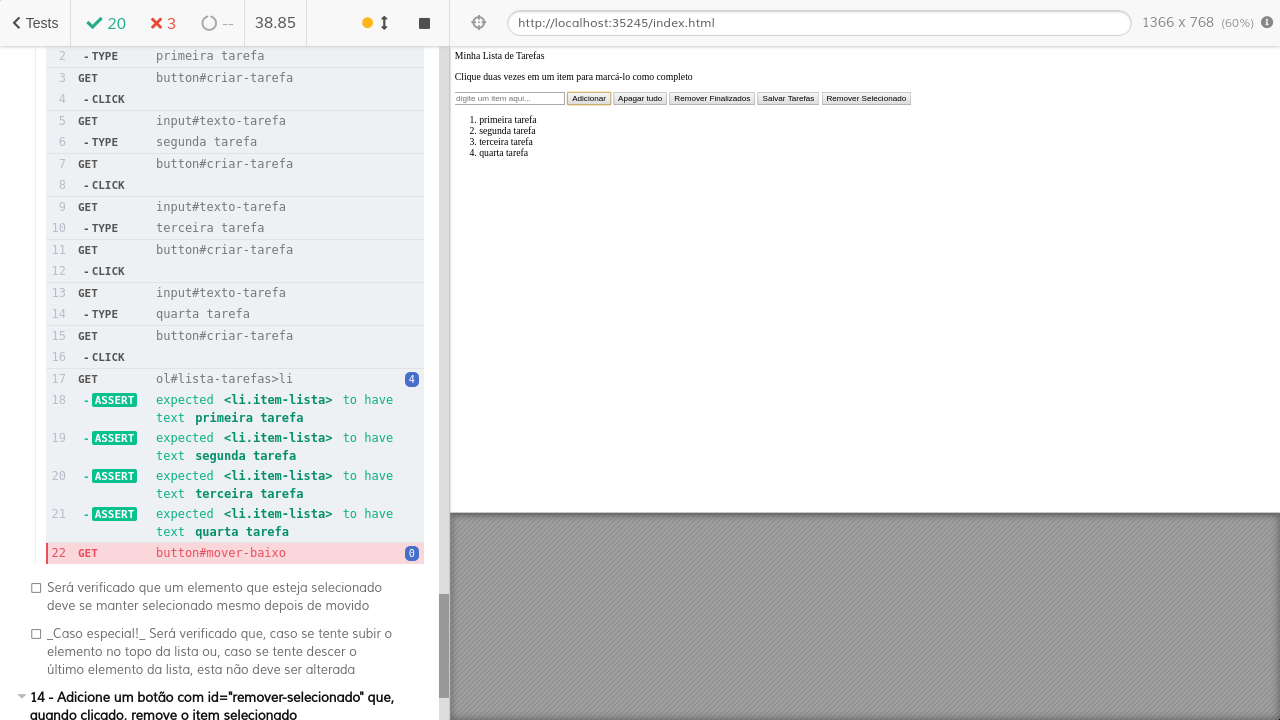 Tests 20 3 -- 38.85
http://localhost:35245/index.html 1366 x 768 (60%)
2 - TYPE primeira tarefa
3 GET button#criar-tarefa
4 - CLICK
5 GET input#texto-tarefa
6 - TYPE segunda tarefa
7 GET button#criar-tarefa
8 - CLICK
9 GET input#texto-tarefa
10 - TYPE terceira tarefa
11 GET button#criar-tarefa
12 - CLICK
13 GET input#texto-tarefa
14 - TYPE quarta tarefa
15 GET button#criar-tarefa
16 - CLICK
17 GET ol#lista-tarefas>li 4
18 - ASSERT expected <li.item-lista> to have
text primeira tarefa
19 - ASSERT expected <li.item-lista> to have
text segunda tarefa
20 - ASSERT expected <li.item-lista> to have
text terceira tarefa
21 - ASSERT expected <li.item-lista> to have
text quarta tarefa
22 GET button#mover-baixo 0
Será verificado que um elemento que esteja selecionado
deve se manter selecionado mesmo depois de movido
_Caso especial!_ Será verificado que, caso se tente subir o
elemento no topo da lista ou, caso se tente descer o
último elemento da lista, esta não deve ser alterada
14 - Adicione um botão com id="remover-selecionado" que,
quando clicado, remove o item selecionado
Minha Lista de Tarefas
Clique duas vezes em um item para marcá-lo como completo
digite um item aqui... Adicionar Apagar tudo Remover Finalizados Salvar Tarefas Remover Selecionado
1. primeira tarefa
2. segunda tarefa
3. terceira tarefa
4. quarta tarefa